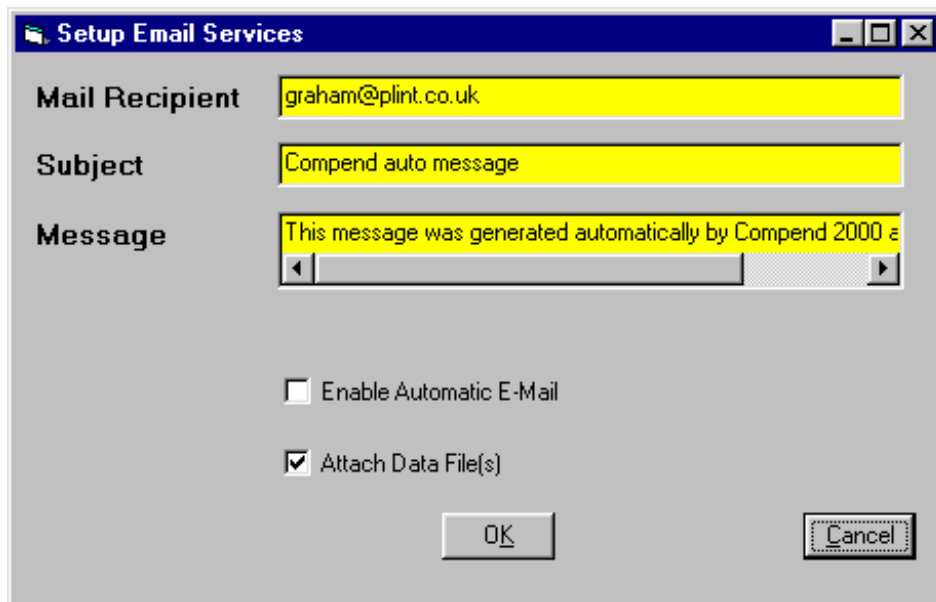 Setup Email Services
Mail Recipient graham@plint.co.uk
Subject Compend auto message
Message This message was generated automatically by Compend 2000
Enable Automatic E-Mail
Attach Data File(s)
OK Cancel